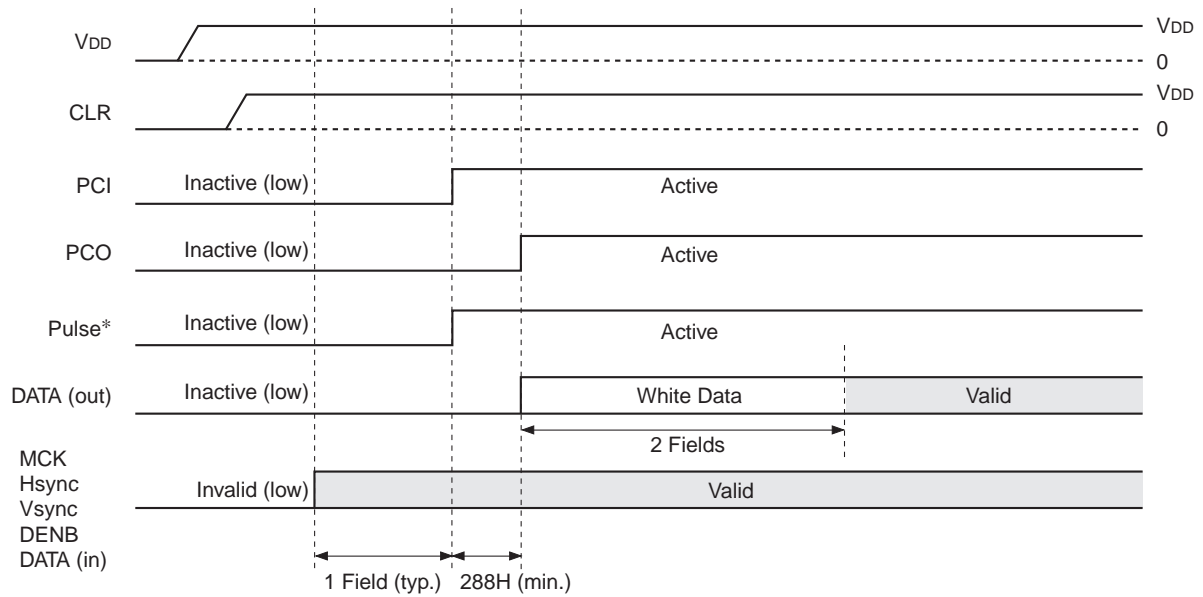 VDD
VDD
0
CLR
VDD
0
PCI
Inactive (low)
Active
PCO
Inactive (low)
Active
Pulse*
Inactive (low)
Active
DATA (out)
Inactive (low)
White Data
Valid
2 Fields
MCK
Hsync
Vsync
DENB
DATA (in)
Invalid (low)
Valid
1 Field (typ.)
288H (min.)